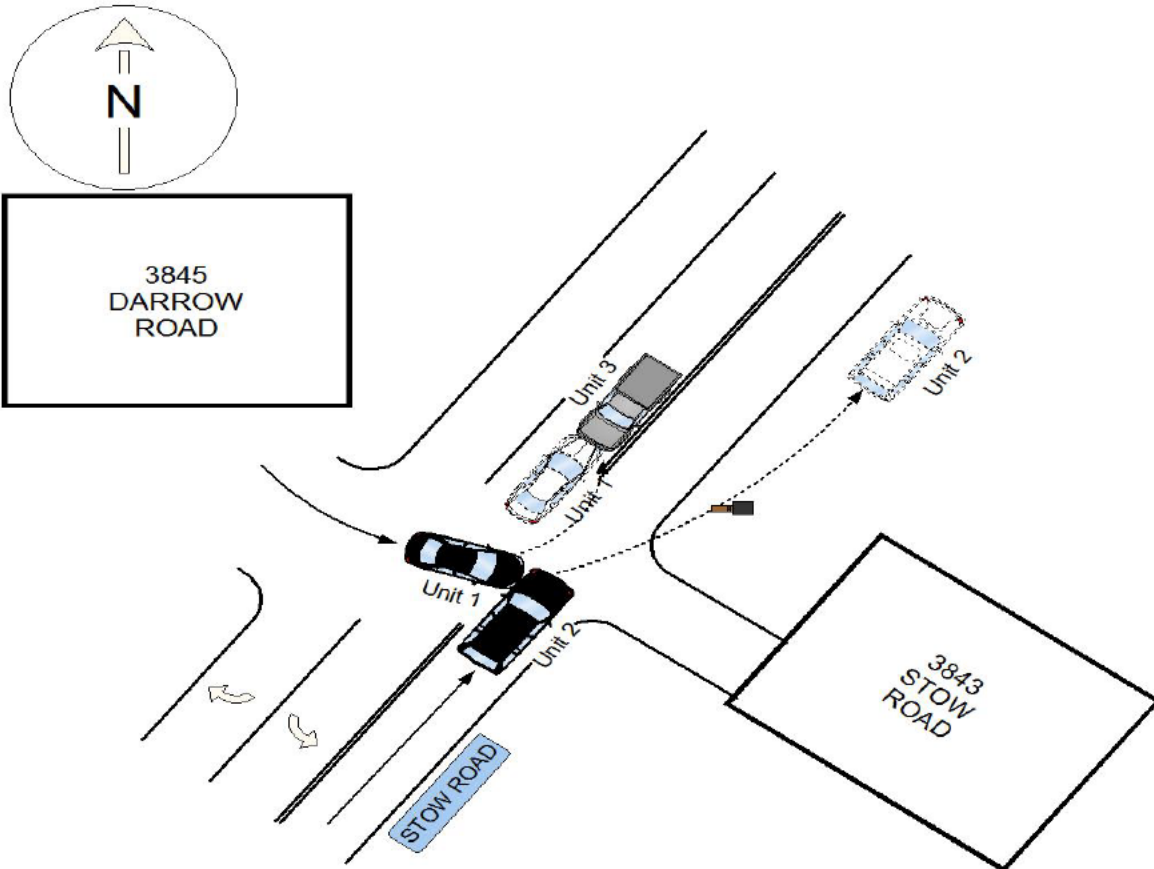 N
3845
DARROW
ROAD
Unit 3
Unit 2
Unit 1
Unit 1
Unit 2
3843
STOW
ROAD
STOW ROAD